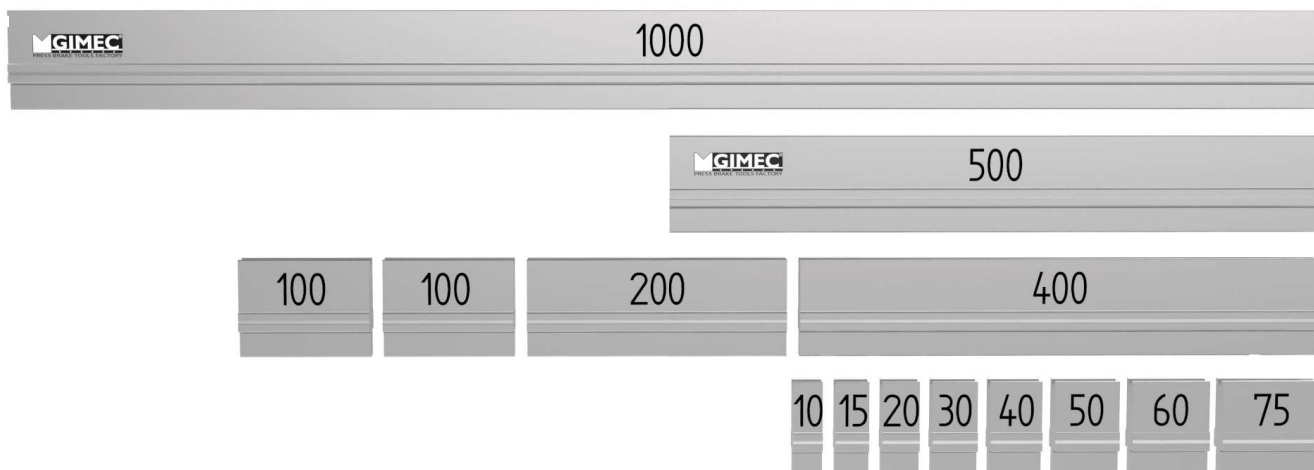 GIMEC
PRESS BRAKE TOOLS FACTORY
1000
GIMEC
PRESS BRAKE TOOLS FACTORY
500
100 100 200 400
10 15 20 30 40 50 60 75